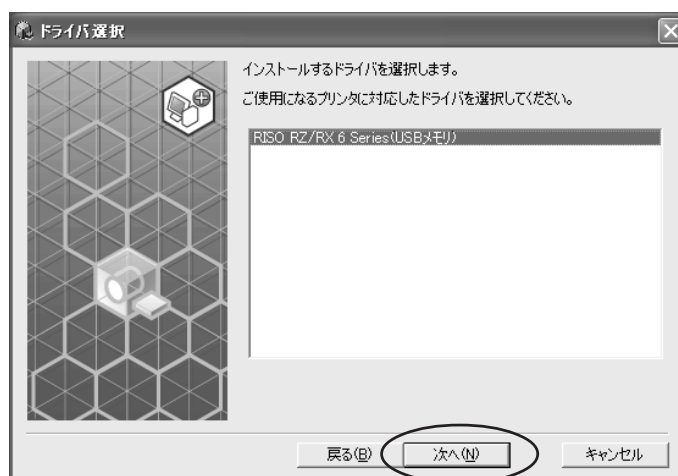 ドライバ選択
インストールするドライバを選択します。
ご使用になるプリンタに対応したドライバを選択してください。
RISO RZ/RX 6 Series(USBメモリ)
戻る(B)
次へ(N)
キャンセル